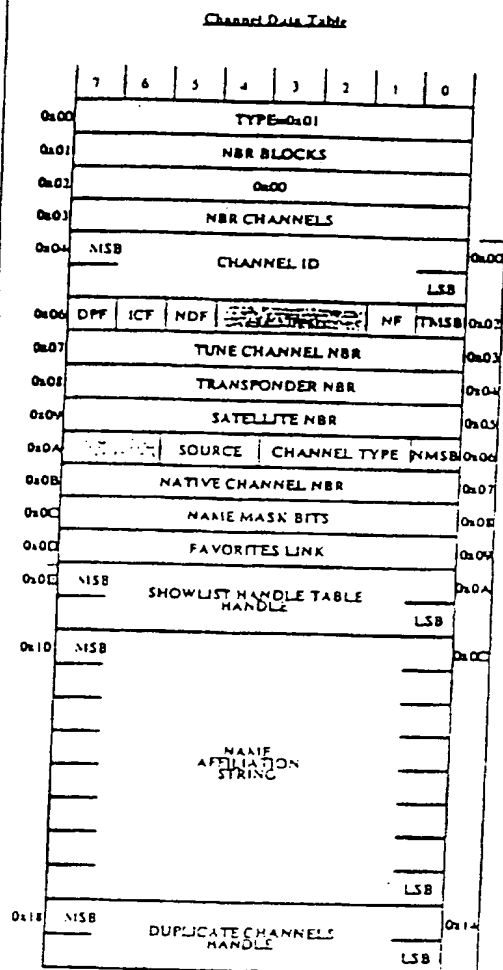 Channel Data Table
7 6 5 4 3 2 1 0
0x00 TYPE=0x01
0x01 NBR BLOCKS
0x02 0x00
0x03 NBR CHANNELS
0x04 MSB 0x00
CHANNEL ID
LSB
0x06 DPF ICF NDF NF TMSB 0x02
0x07 TUNE CHANNEL NBR 0x03
0x08 TRANSPONDER NBR 0x04
0x09 SATELLITE NBR 0x05
0x0A SOURCE CHANNEL TYPE NMSB 0x06
0x0B NATIVE CHANNEL NBR 0x07
0x0C NAME MASK BITS 0x08
0x0D FAVORITES LINK 0x09
MSB 0x0A
SHOWLIST HANDLE TABLE
HANDLE
LSB
0x10 MSB 0x0C
NAME
AFFILIATION
STRING
LSB
0x18 MSB 0x14
DUPLICATE CHANNELS
HANDLE
LSB